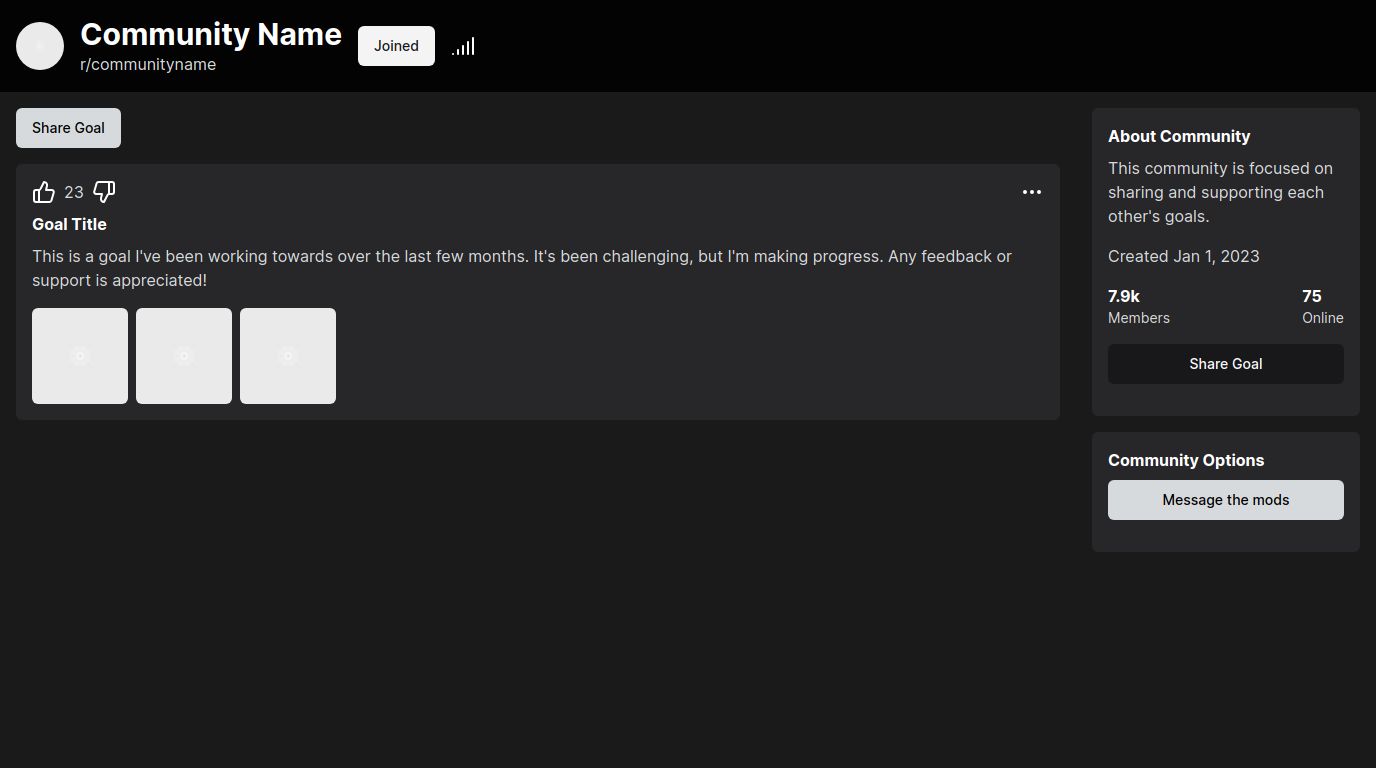 Community Name
r/communityname
Joined
Share Goal
23
Goal Title
This is a goal I've been working towards over the last few months. It's been challenging, but I'm making progress. Any feedback or
support is appreciated!
About Community
This community is focused on
sharing and supporting each
other's goals.
Created Jan 1, 2023
7.9k
Members
75
Online
Share Goal
Community Options
Message the mods